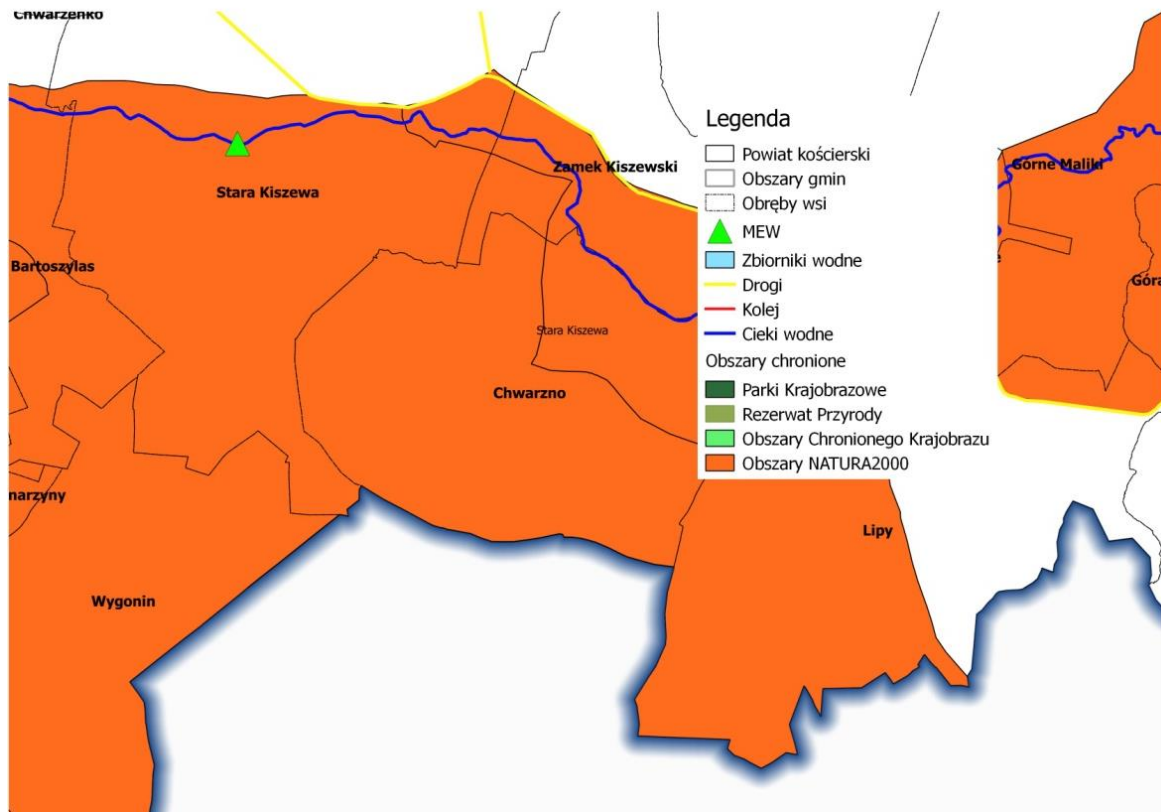 Chwarzenko
Zamek Kiszewski
Górne Maliki
Stara Kiszewa
Bartoszylas
Góra
Stara Kiszewa
Chwarzno
narzyny
Lipy
Wygonin
Legenda
Powiat kościerski
Obszary gmin
Obręby wsi
MEW
Zbiorniki wodne
Drogi
Kolej
Cieki wodne
Obszary chronione
Parki Krajobrazowe
Rezerwat Przyrody
Obszary Chronionego Krajobrazu
Obszary NATURA2000